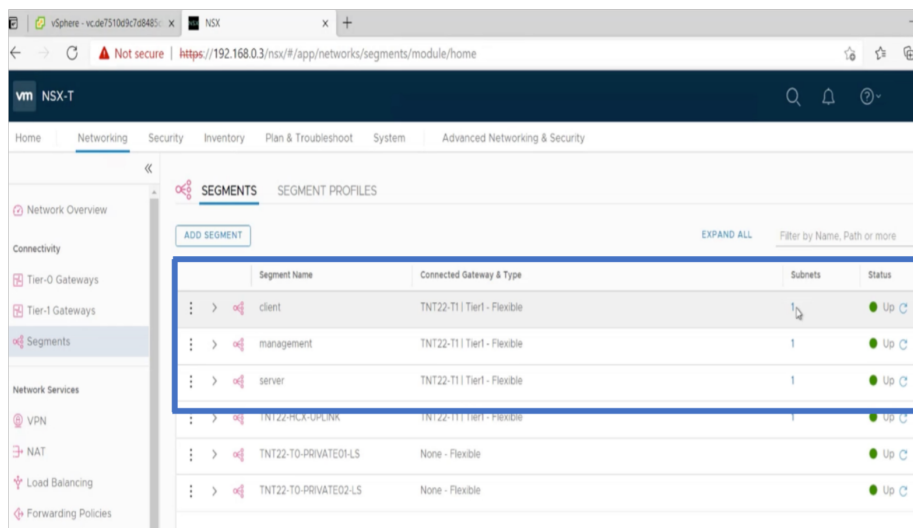 vSphere - vc.de7510d9c7d8485c
NSX
Not secure | https://192.168.0.3/nsx/#/app/networks/segments/module/home
vm NSX-T
Home Networking Security Inventory Plan & Troubleshoot System Advanced Networking & Security
SEGMENTS SEGMENT PROFILES
Network Overview
ADD SEGMENT EXPAND ALL Filter by Name, Path or more
Connectivity
Segment Name Connected Gateway & Type Subnets Status
Tier-0 Gateways
client TNT22-T1 | Tier1 - Flexible 1 Up
Tier-1 Gateways
Segments
management TNT22-T1 | Tier1 - Flexible 1 Up
server TNT22-T1 | Tier1 - Flexible 1 Up
Network Services
TNT22-HCX-UPLINK TNT22-T1 | Tier1 - Flexible 1 Up
VPN
NAT
TNT22-T0-PRIVATE01-LS None - Flexible Up
Load Balancing
TNT22-T0-PRIVATE02-LS None - Flexible Up
Forwarding Policies